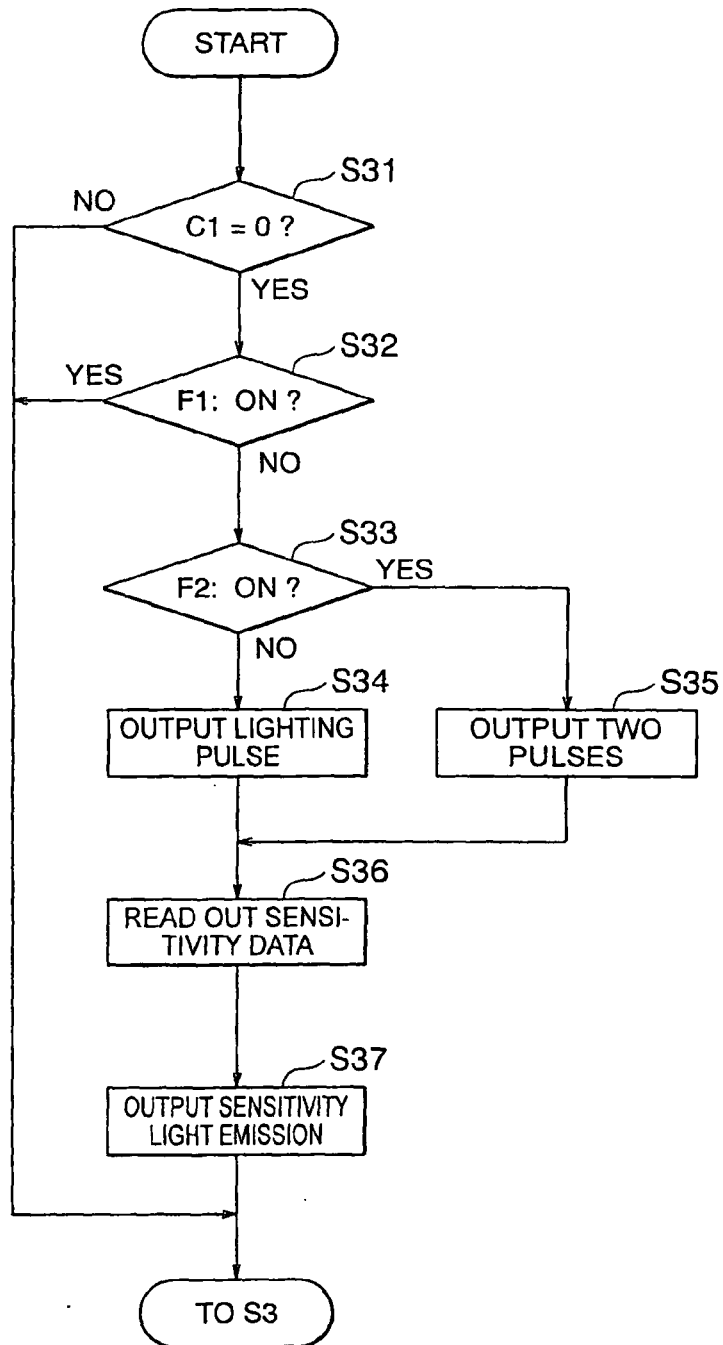 START
S31
NO
C1 = 0 ?
YES
S32
YES
F1: ON ?
NO
S33
F2: ON ?
YES
NO
S34
S35
OUTPUT LIGHTING
PULSE
OUTPUT TWO
PULSES
S36
READ OUT SENSI-
TIVITY DATA
S37
OUTPUT SENSITIVITY
LIGHT EMISSION
TO S3